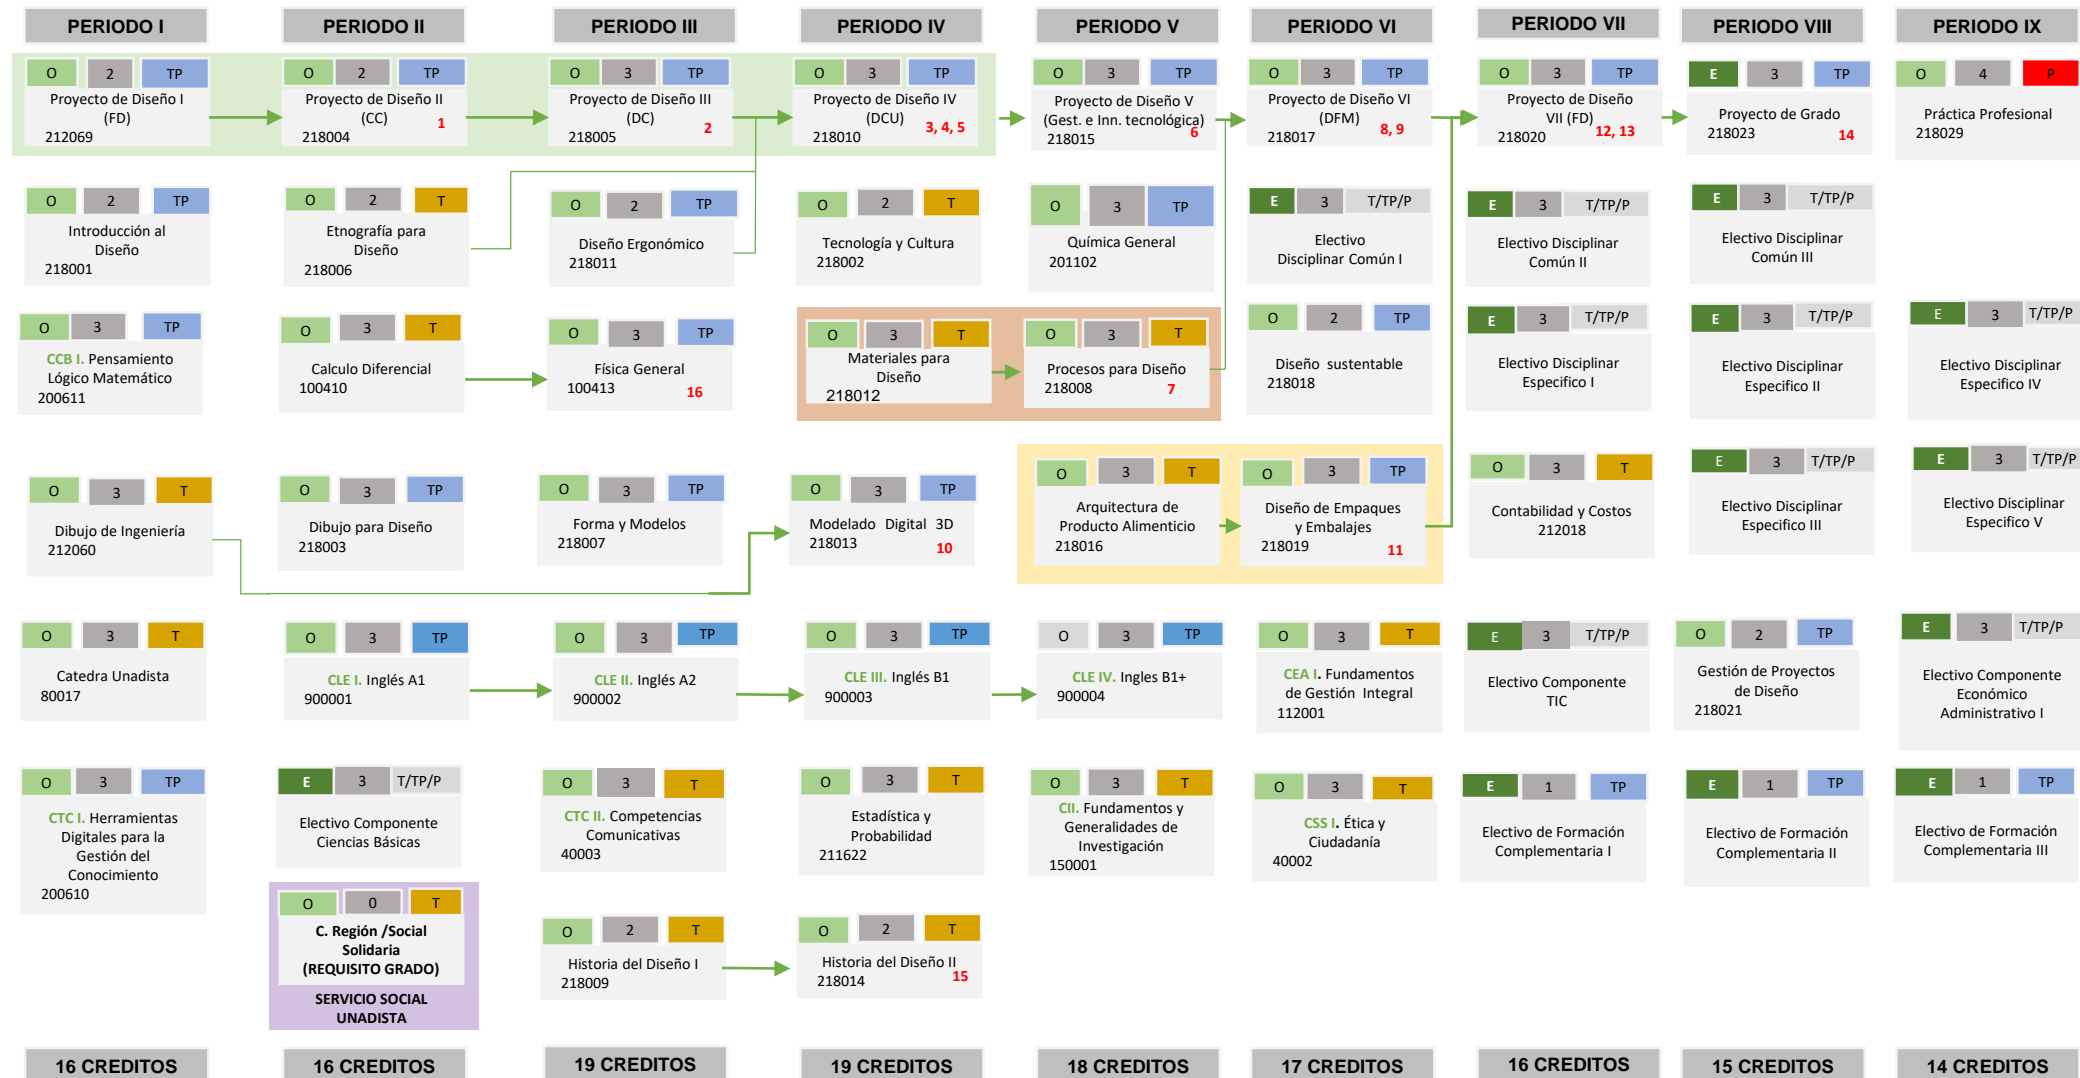 PERIODO I
PERIODO II
PERIODO III
PERIODO IV
PERIODO V
PERIODO VI
PERIODO VII
PERIODO VIII
PERIODO IX
O 2 TP
Proyecto de Diseño I
(FD)
212069
O 2 TP
Proyecto de Diseño II
(CC)
218004
1
O 3 TP
Proyecto de Diseño III
(DC)
218005
2
O 3 TP
Proyecto de Diseño IV
(DCU)
218010
3, 4, 5
O 3 TP
Proyecto de Diseño V
(Gest. e Inn. tecnológica)
218015
6
O 3 TP
Proyecto de Diseño VI
(DFM)
218017
8, 9
O 3 TP
Proyecto de Diseño
VII (FD)
218020
12, 13
E 3 TP
Proyecto de Grado
218023
14
O 4 P
Práctica Profesional
218029
O 2 TP
Introducción al
Diseño
218001
O 2 T
Etnografía para
Diseño
218006
O 2 TP
Diseño Ergonómico
218011
O 2 T
Tecnología y Cultura
218002
O 3 TP
Química General
201102
E 3 T/TP/P
Electivo
Disciplinar Común I
E 3 T/TP/P
Electivo Disciplinar
Común II
E 3 T/TP/P
Electivo Disciplinar
Común III
O 3 TP
CCB I. Pensamiento
Lógico Matemático
200611
O 3 T
Calculo Diferencial
100410
O 3 TP
Física General
100413
16
O 3 T
Materiales para
Diseño
218012
O 3 T
Procesos para Diseño
218008
7
O 2 TP
Diseño sustentable
218018
E 3 T/TP/P
Electivo Disciplinar
Especifico I
E 3 T/TP/P
Electivo Disciplinar
Especifico II
E 3 T/TP/P
Electivo Disciplinar
Especifico IV
O 3 T
Dibujo de Ingeniería
212060
O 3 TP
Dibujo para Diseño
218003
O 3 TP
Forma y Modelos
218007
O 3 TP
Modelado Digital 3D
218013
10
O 3 T
Arquitectura de
Producto Alimenticio
218016
O 3 TP
Diseño de Empaques
y Embalajes
218019
11
O 3 T
Contabilidad y Costos
212018
E 3 T/TP/P
Electivo Disciplinar
Especifico III
E 3 T/TP/P
Electivo Disciplinar
Especifico V
O 3 T
Catedra Unadista
80017
O 3 TP
CLE I. Inglés A1
900001
O 3 TP
CLE II. Inglés A2
900002
O 3 TP
CLE III. Inglés B1
900003
O 3 TP
CLE IV. Ingles B1+
900004
O 3 T
CEA I. Fundamentos
de Gestión Integral
112001
E 3 T/TP/P
Electivo Componente
TIC
O 2 TP
Gestión de Proyectos
de Diseño
218021
E 3 T/TP/P
Electivo Componente
Económico
Administrativo I
O 3 TP
CTC I. Herramientas
Digitales para la
Gestión del
Conocimiento
200610
E 3 T/TP/P
Electivo Componente
Ciencias Básicas
O 3 T
CTC II. Competencias
Comunicativas
40003
O 3 T
Estadística y
Probabilidad
211622
O 3 T
CII. Fundamentos y
Generalidades de
Investigación
150001
O 3 T
CSS I. Ética y
Ciudadanía
40002
E 1 TP
Electivo de Formación
Complementaria I
E 1 TP
Electivo de Formación
Complementaria II
E 1 TP
Electivo de Formación
Complementaria III
O 0 T
C. Región /Social
Solidaria
(REQUISITO GRADO)
SERVICIO SOCIAL
UNADISTA
O 2 T
Historia del Diseño I
218009
O 2 T
Historia del Diseño II
218014
15
16 CREDITOS
16 CREDITOS
19 CREDITOS
19 CREDITOS
18 CREDITOS
17 CREDITOS
16 CREDITOS
15 CREDITOS
14 CREDITOS